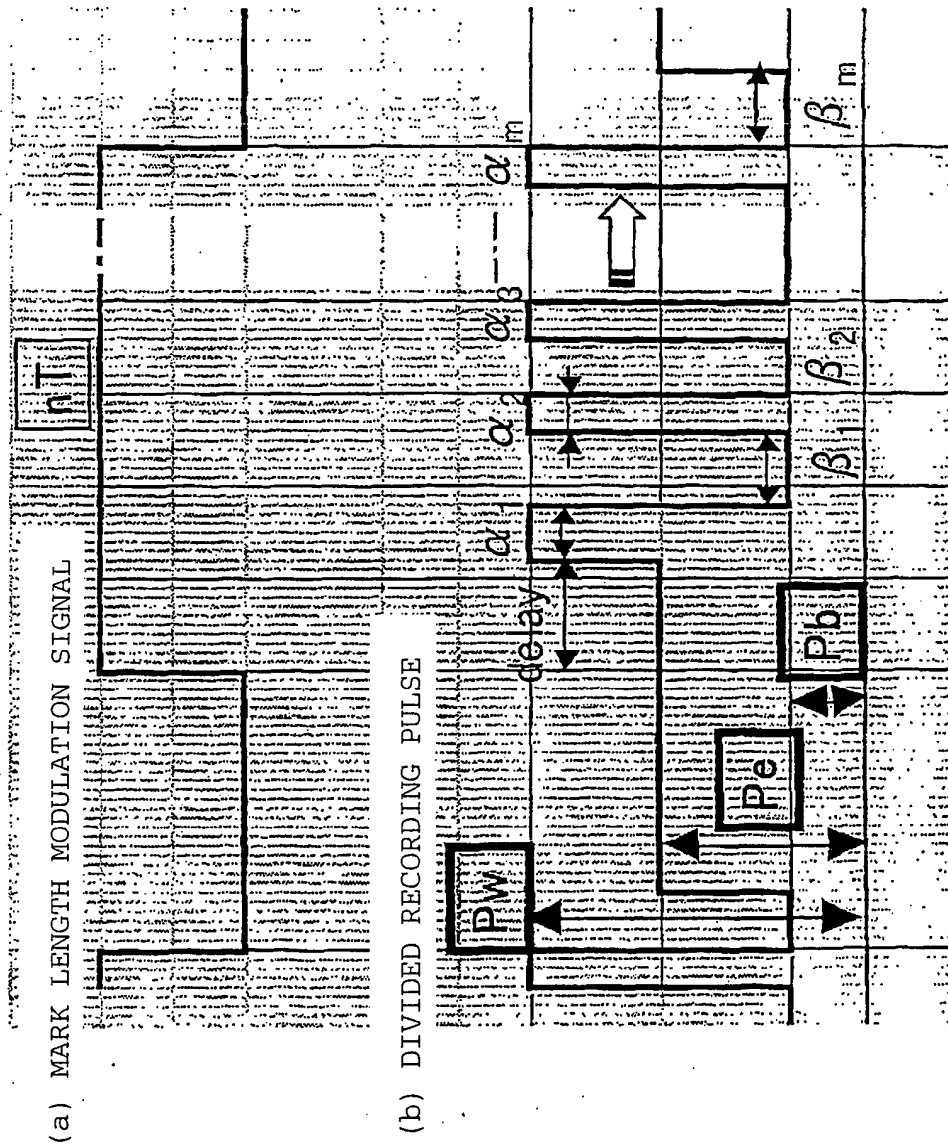 (a) MARK LENGTH MODULATION SIGNAL
nT
(b) DIVIDED RECORDING PULSE
Pw
Pe
Pb
delay
α1
α2
α3
αm
β1
β2
βm